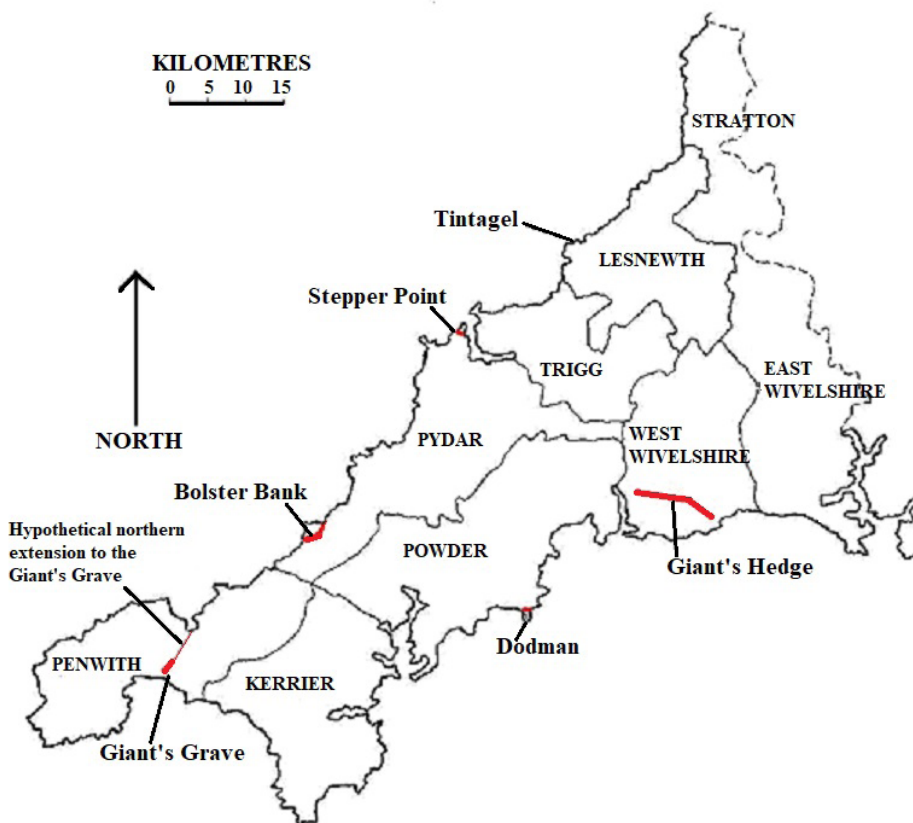 KILOMETRES
0 5 10 15
STRATTON
Tintagel
LESNEWTH
Stepper Point
TRIGG
EAST
WIVELSHIRE
NORTH
PYDAR
WEST
WIVELSHIRE
Bolster Bank
Hypothetical northern
extension to the
Giant's Grave
POWDER
Giant's Hedge
Dodman
PENWITH
KERRIER
Giant's Grave